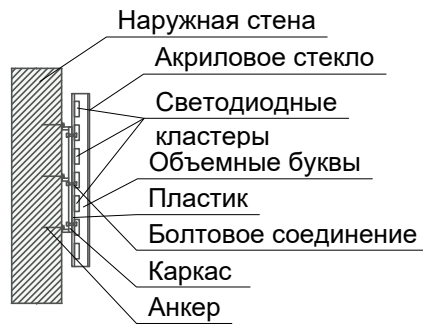 Наружная стена
Акриловое стекло
Светодиодные
кластеры
Объемные буквы
Пластик
Болтовое соединение
Каркас
Анкер